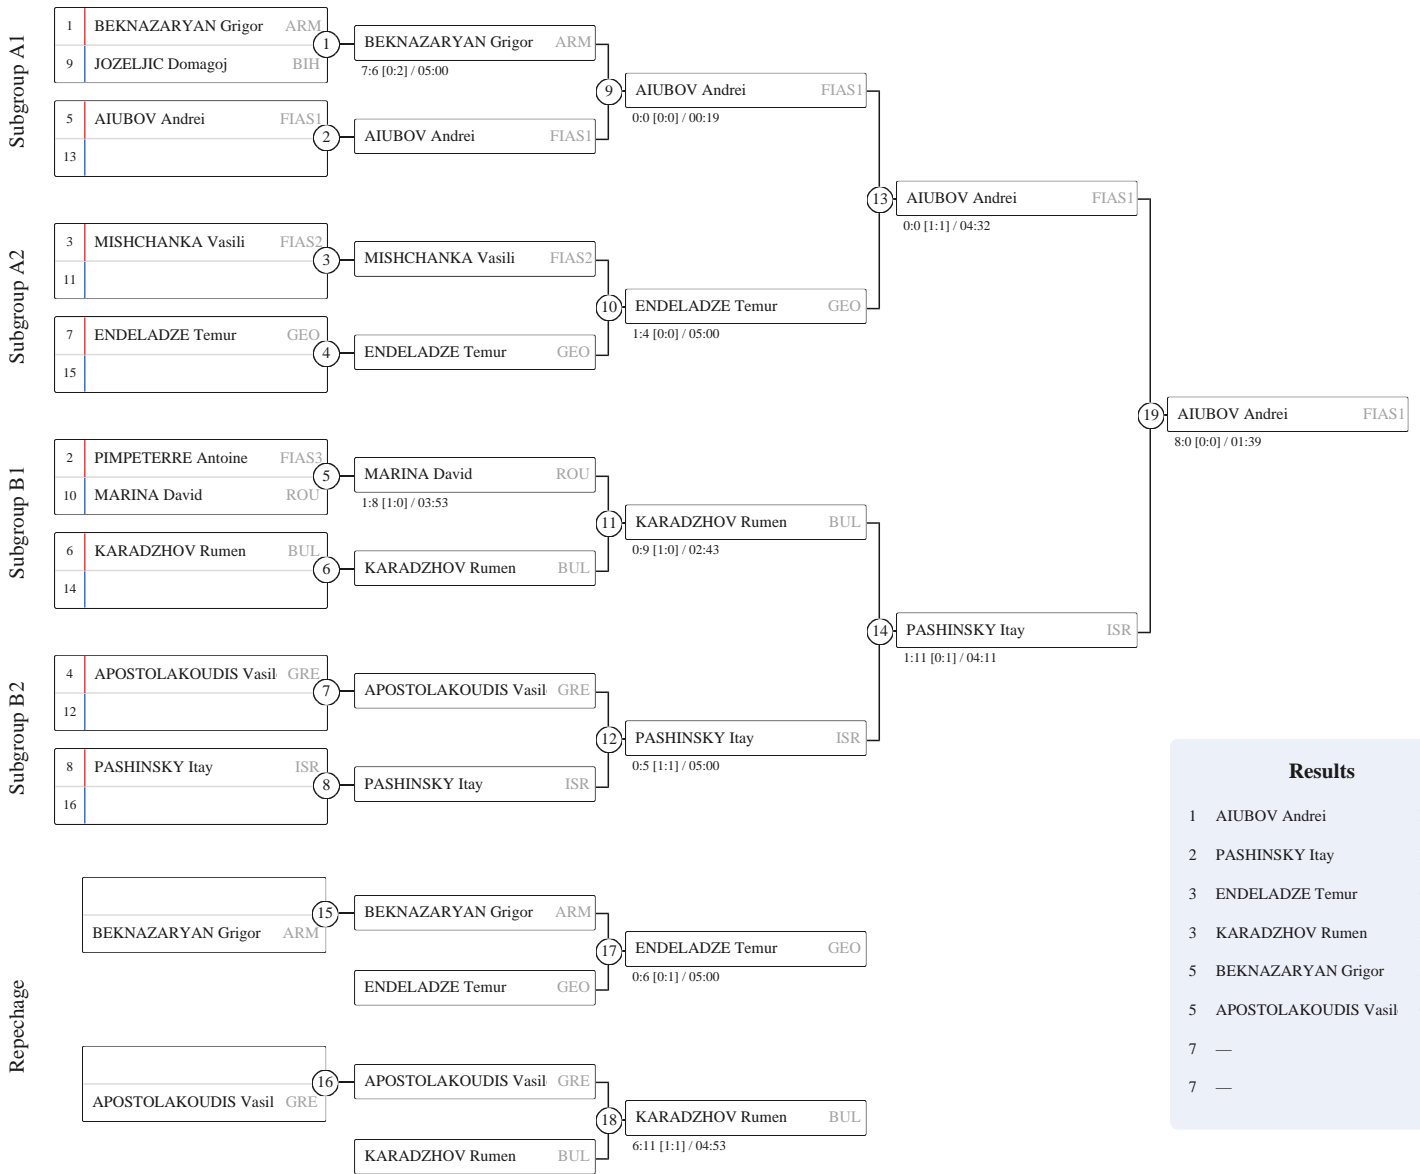 Subgroup A1
1 BEKNAZARYAN Grigor ARM
9 JOZELJIC Domagoj BIH
1
BEKNAZARYAN Grigor ARM
7:6 [0:2] / 05:00
5 AIUBOV Andrei FIAS1
13
2
AIUBOV Andrei FIAS1
9
AIUBOV Andrei FIAS1
0:0 [0:0] / 00:19
Subgroup A2
3 MISHCHANKA Vasili FIAS2
11
3
MISHCHANKA Vasili FIAS2
7 ENDELADZE Temur GEO
15
4
ENDELADZE Temur GEO
10
ENDELADZE Temur GEO
1:4 [0:0] / 05:00
13
AIUBOV Andrei FIAS1
0:0 [1:1] / 04:32
Subgroup B1
2 PIMPETERRE Antoine FIAS3
10 MARINA David ROU
5
MARINA David ROU
1:8 [1:0] / 03:53
6 KARADZHOV Rumen BUL
14
6
KARADZHOV Rumen BUL
11
KARADZHOV Rumen BUL
0:9 [1:0] / 02:43
Subgroup B2
4 APOSTOLAKOUDIS Vasil GRE
12
7
APOSTOLAKOUDIS Vasil GRE
8 PASHINSKY Itay ISR
16
8
PASHINSKY Itay ISR
12
PASHINSKY Itay ISR
0:5 [1:1] / 05:00
14
PASHINSKY Itay ISR
1:11 [0:1] / 04:11
19
AIUBOV Andrei FIAS1
8:0 [0:0] / 01:39
Repechage
BEKNAZARYAN Grigor ARM
15
BEKNAZARYAN Grigor ARM
ENDELADZE Temur GEO
17
ENDELADZE Temur GEO
0:6 [0:1] / 05:00
APOSTOLAKOUDIS Vasil GRE
16
APOSTOLAKOUDIS Vasil GRE
KARADZHOV Rumen BUL
18
KARADZHOV Rumen BUL
6:11 [1:1] / 04:53
Results
1 AIUBOV Andrei
2 PASHINSKY Itay
3 ENDELADZE Temur
3 KARADZHOV Rumen
5 BEKNAZARYAN Grigor
5 APOSTOLAKOUDIS Vasil
7 —
7 —